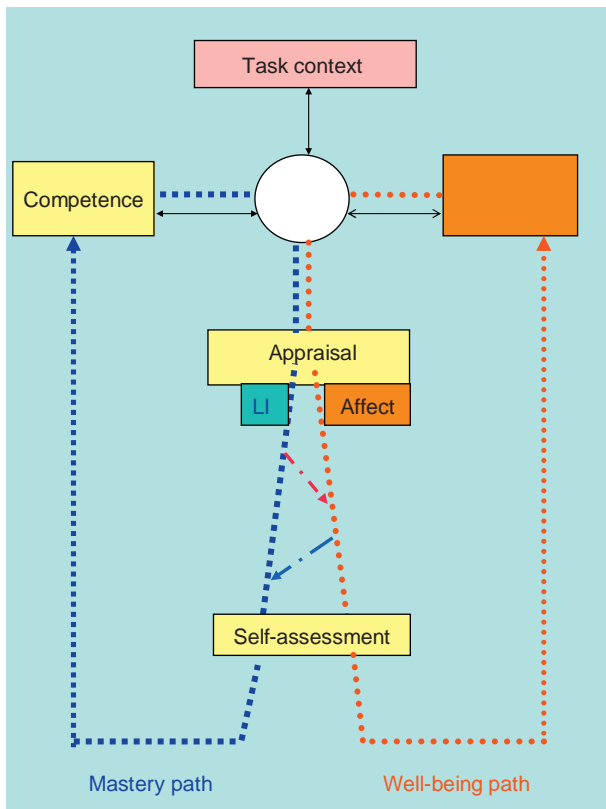 Task context
Competence
Appraisal
LI
Affect
Self-assessment
Mastery path
Well-being path